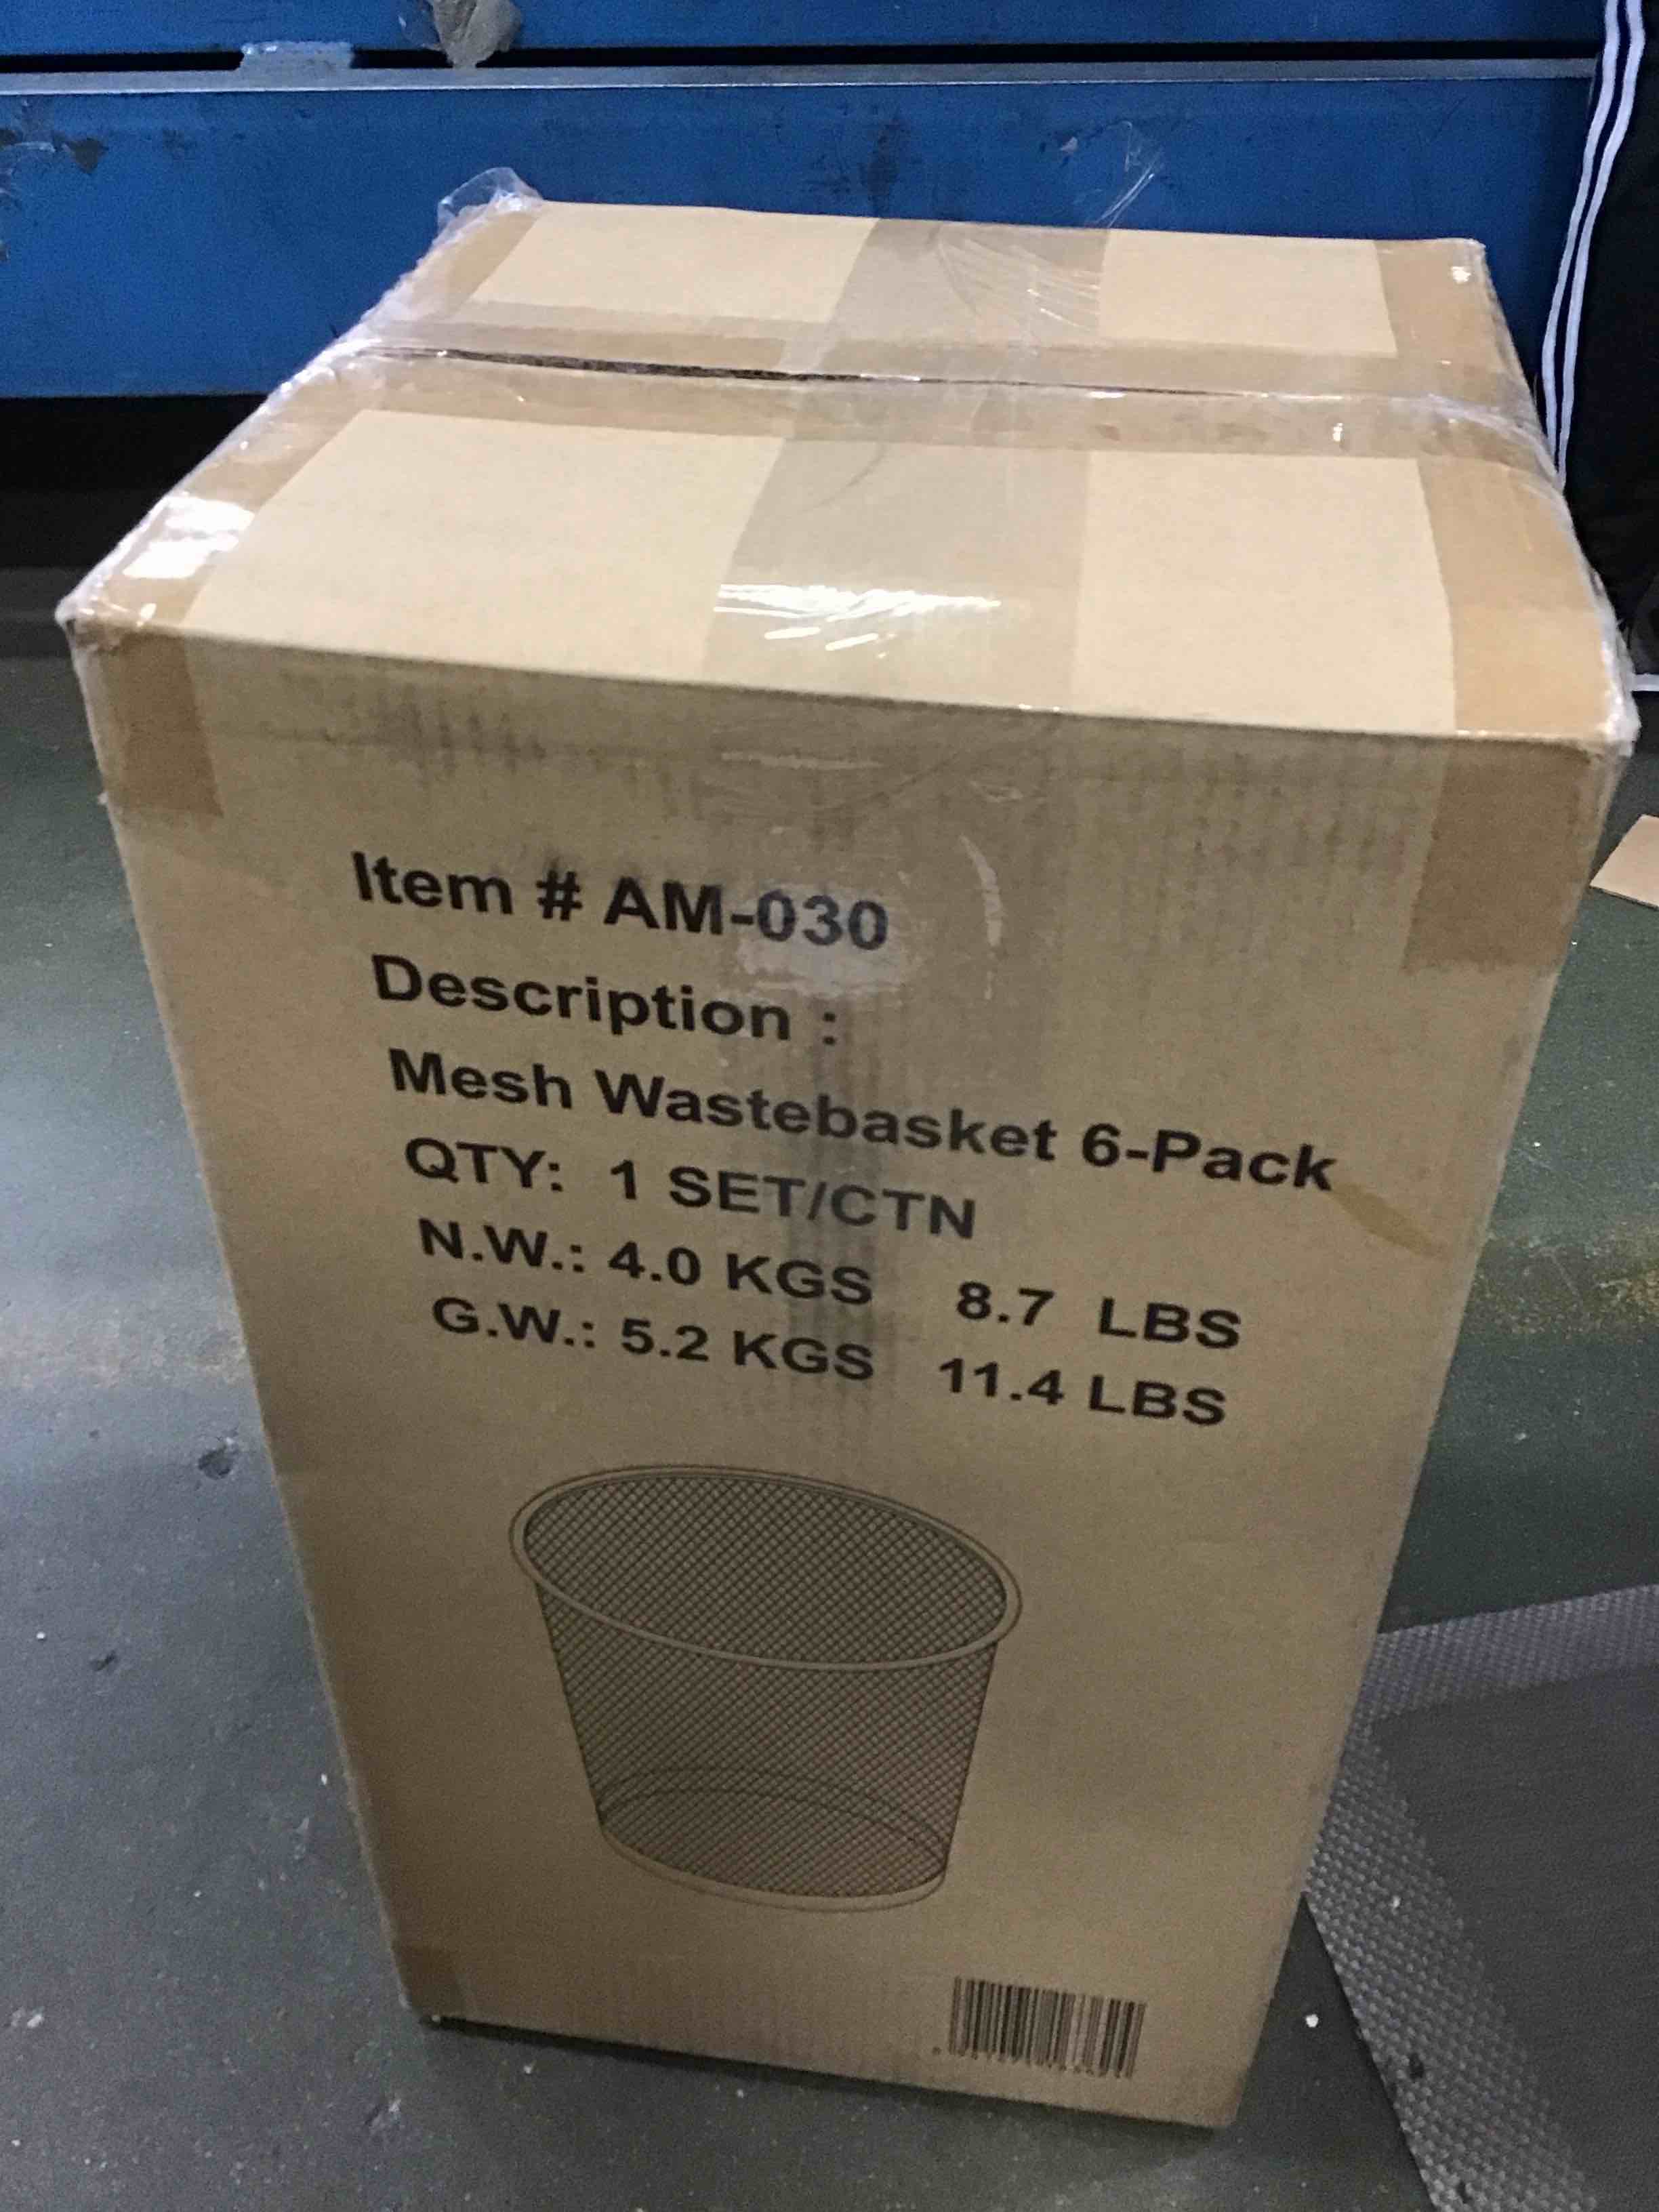 Item # AM-030
Description :
Mesh Wastebasket 6-Pack
QTY: 1 SET/CTN
N.W.: 4.0 KGS 8.7 LBS
G.W.: 5.2 KGS 11.4 LBS